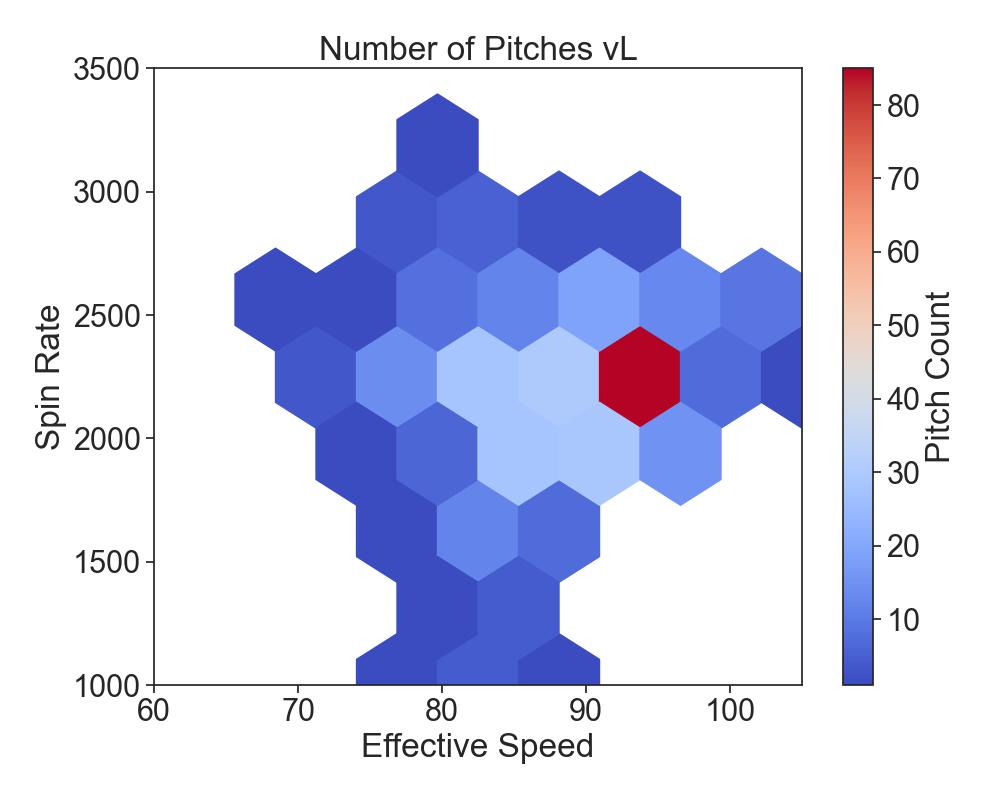 Number of Pitches vL
3500
3000
2500
2000
1500
1000
Spin Rate
60 70 80 90 100
Effective Speed
80
70
60
50
40
30
20
10
Pitch Count